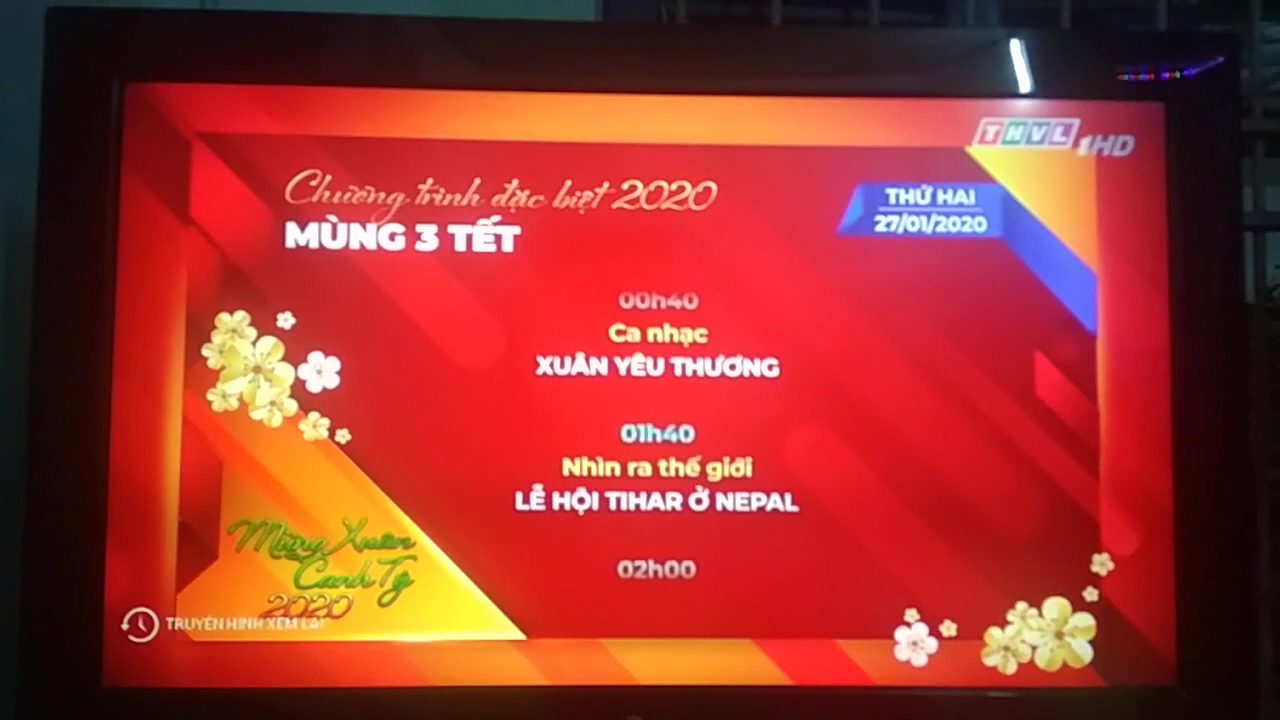 THVL 1HD
Chương trình đặc biệt 2020
MÙNG 3 TẾT
THỨ HAI
27/01/2020
00h40
Ca nhạc
XUÂN YÊU THƯƠNG
01h40
Nhìn ra thế giới
LỄ HỘI TIHAR Ở NEPAL
02h00
Mừng Xuân
Canh Tý
2020
TRUYỀN HÌNH XEM LẠI